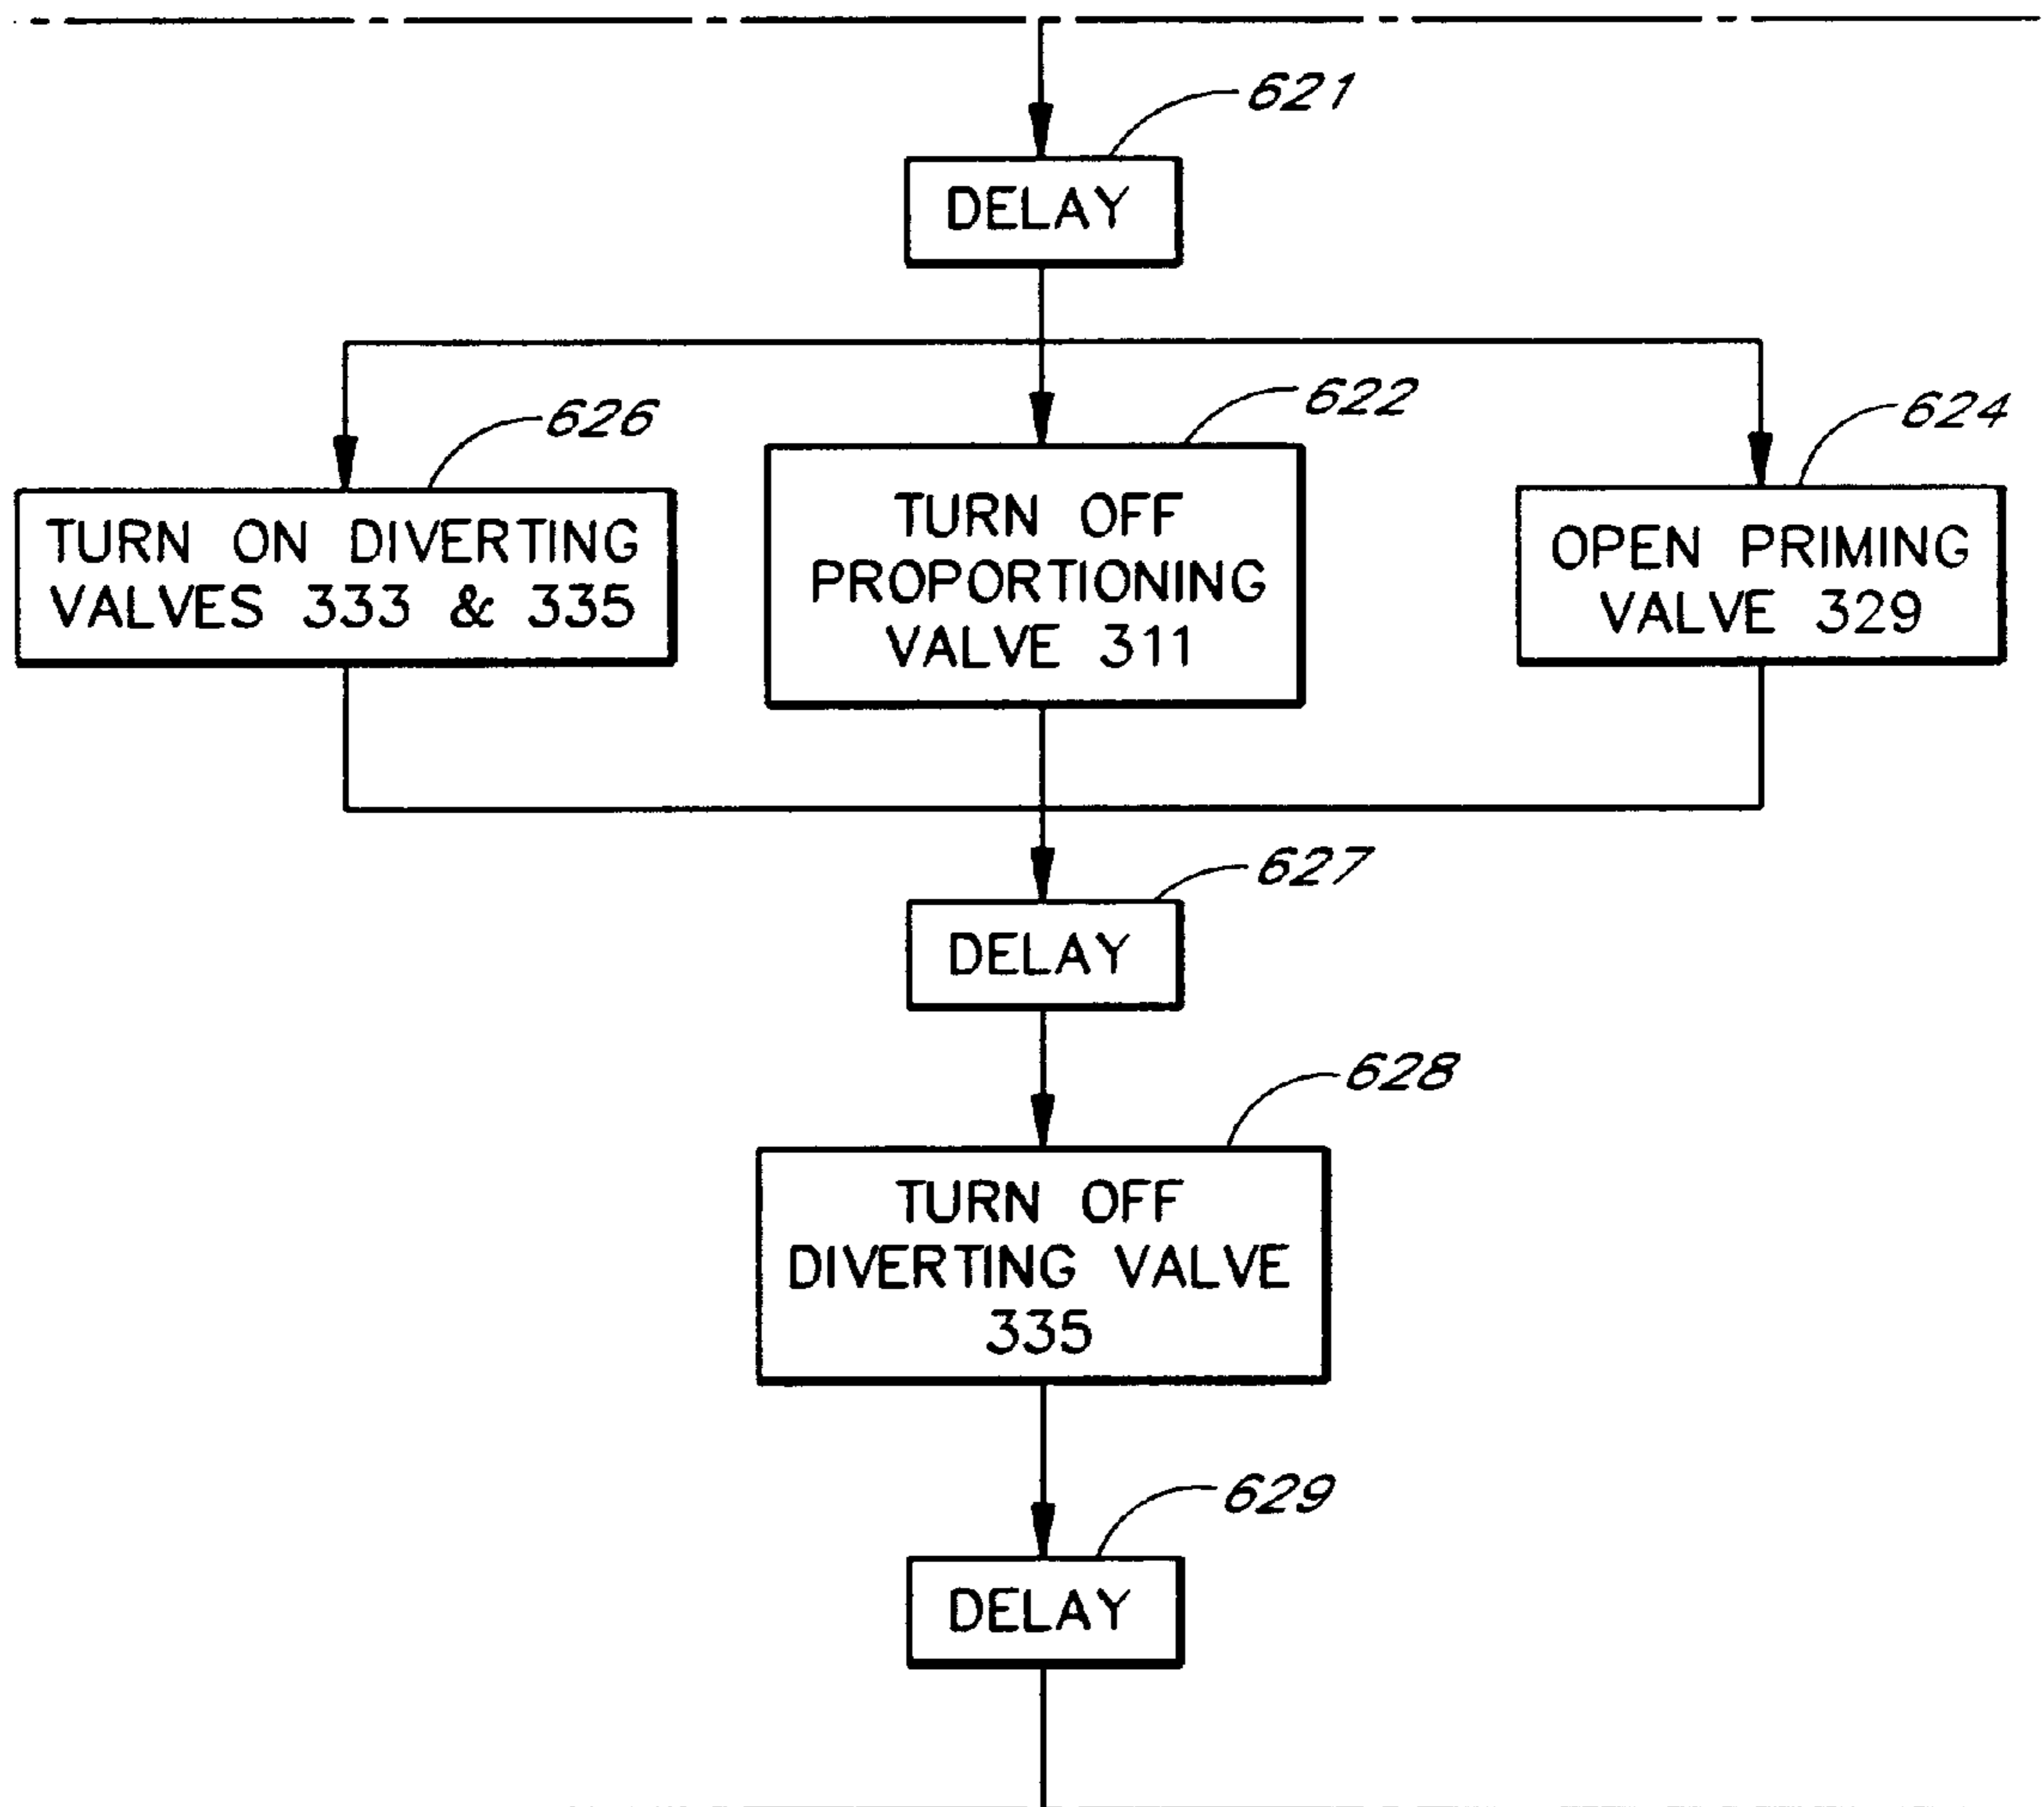 621
DELAY
626
622
624
TURN ON DIVERTING
VALVES 333 & 335
TURN OFF
PROPORTIONING
VALVE 311
OPEN PRIMING
VALVE 329
627
DELAY
628
TURN OFF
DIVERTING VALVE
335
629
DELAY